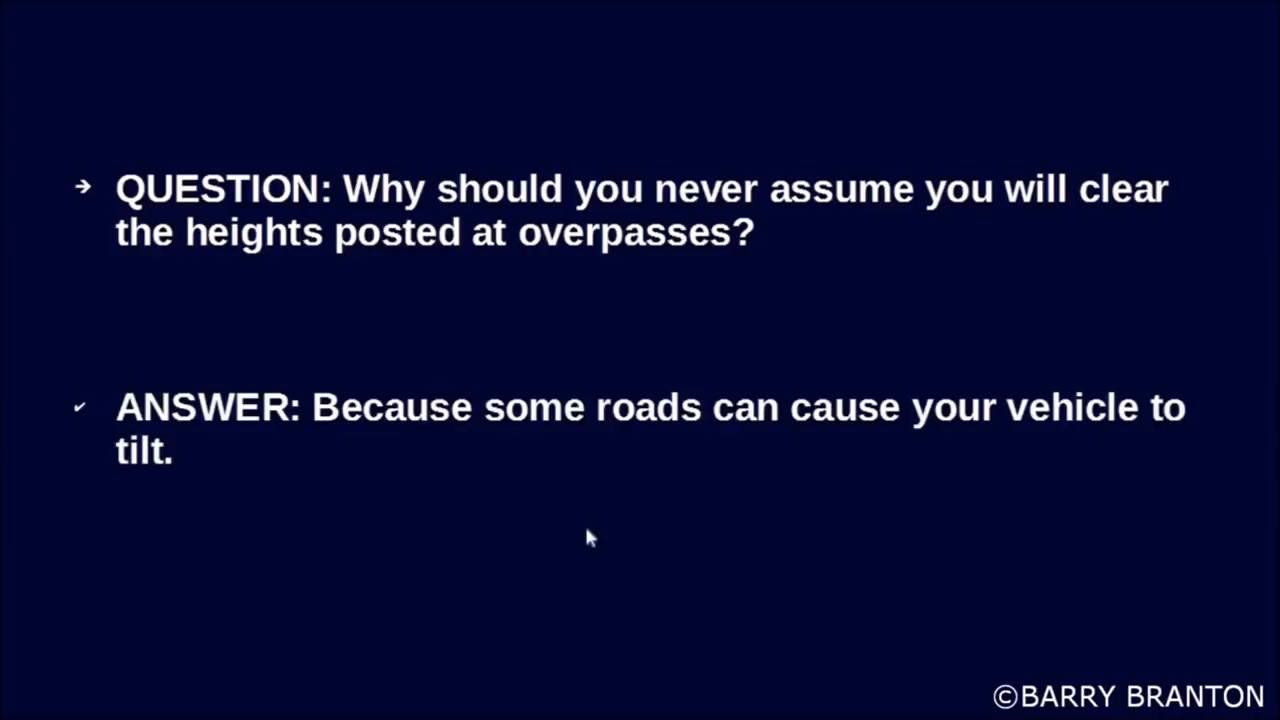 ➔ QUESTION: Why should you never assume you will clear
the heights posted at overpasses?
✔ ANSWER: Because some roads can cause your vehicle to
tilt.
©BARRY BRANTON